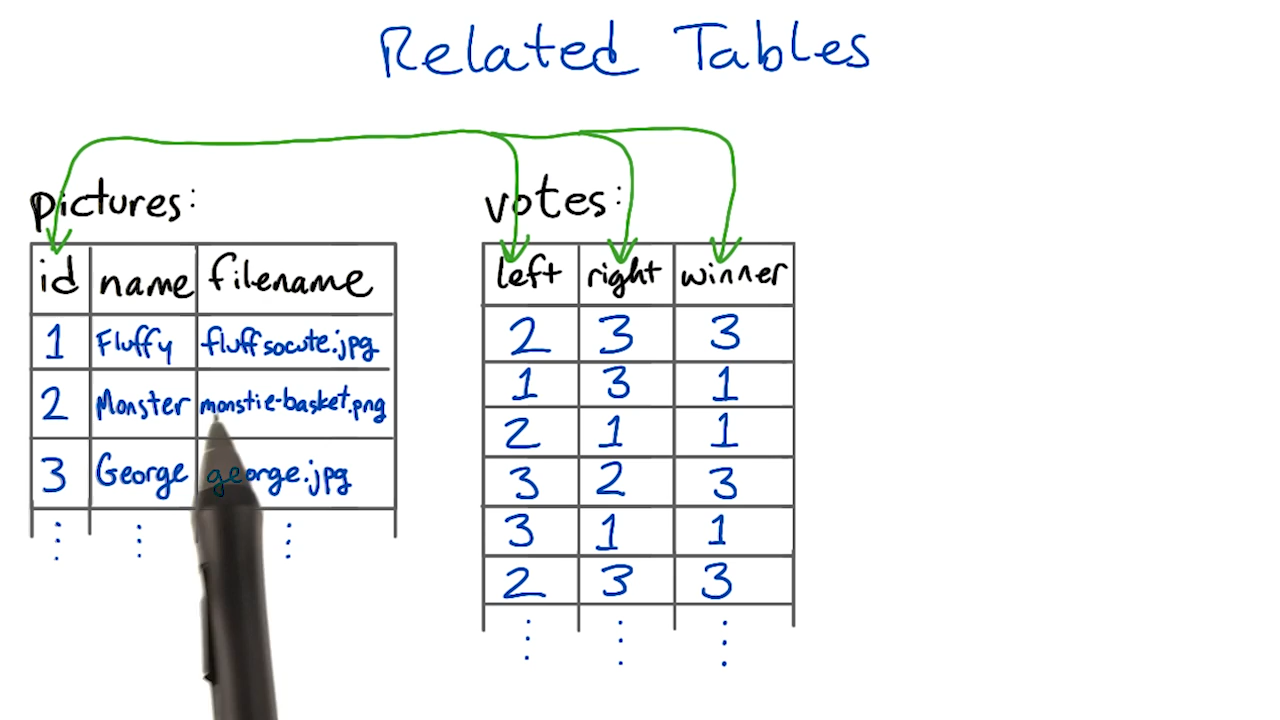 Related Tables
pictures:
id name filename
1 Fluffy fluffsocute.jpg
2 Monster monstie-basket.png
3 George george.jpg
votes:
left right winner
2 3 3
1 3 1
2 1 1
3 2 3
3 1 1
2 3 3